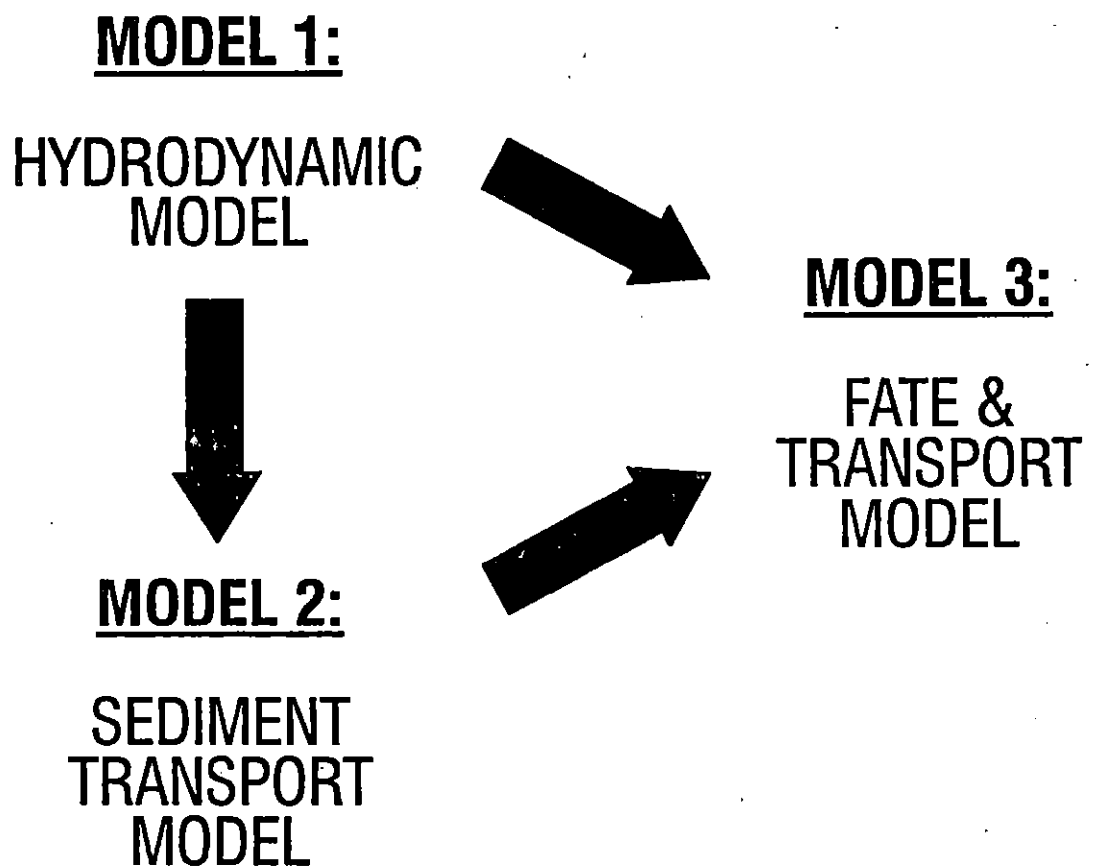 MODEL 1:
HYDRODYNAMIC
MODEL
MODEL 2:
SEDIMENT
TRANSPORT
MODEL
MODEL 3:
FATE &
TRANSPORT
MODEL